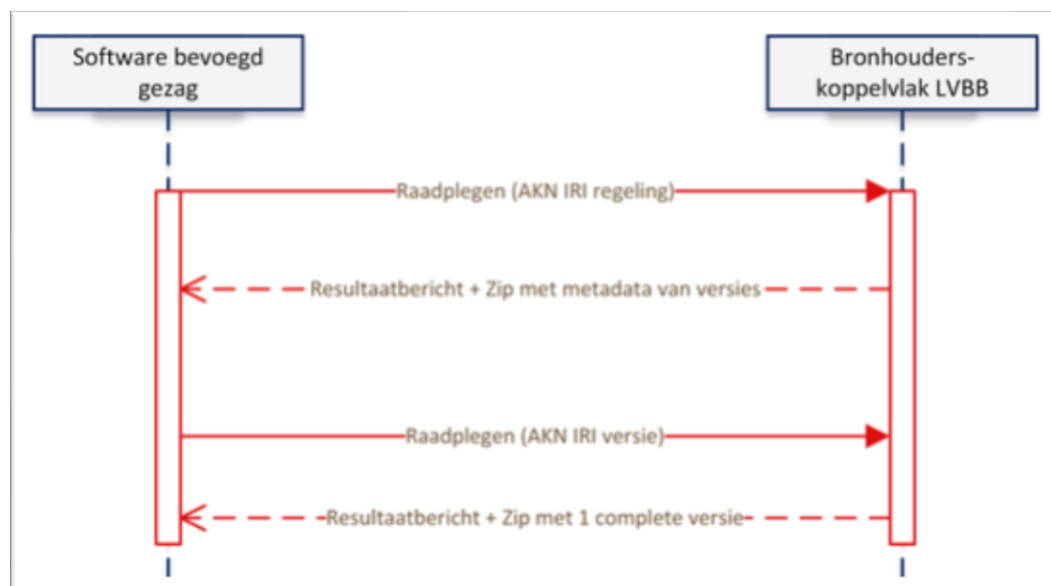 Software bevoegd
gezag
Bronhouders-
koppelvlak LVBB
Raadplegen (AKN IRI regeling)
Resultaatbericht + Zip met metadata van versies
Raadplegen (AKN IRI versie)
Resultaatbericht + Zip met 1 complete versie